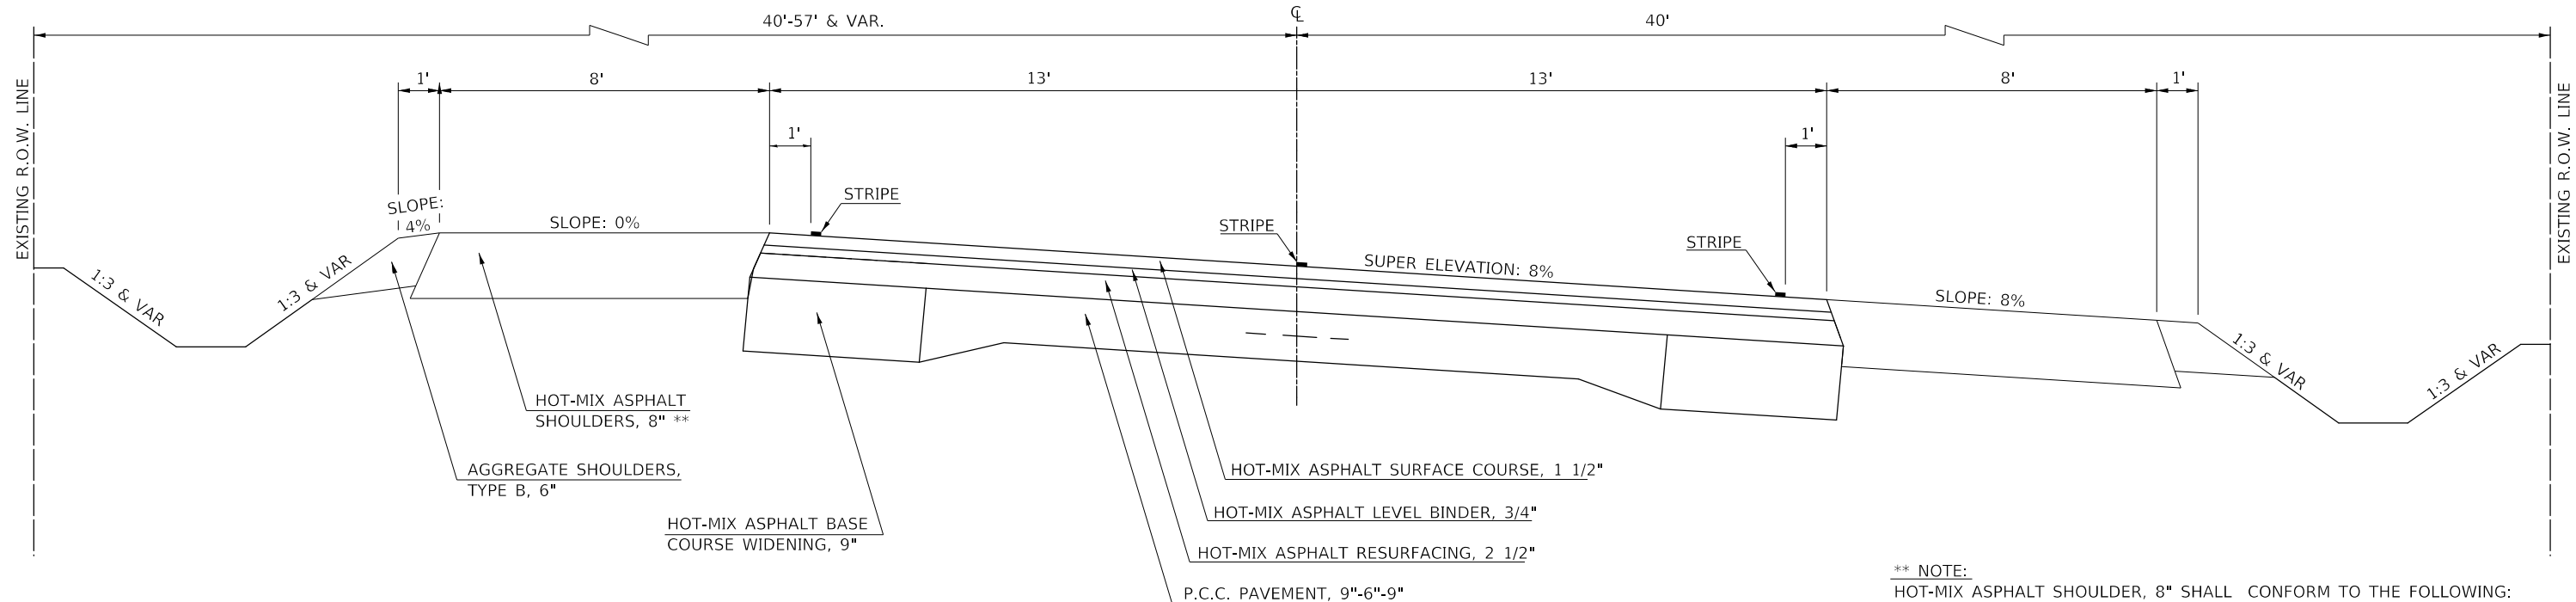 40'-57' & VAR.
℄
40'
1'
8'
13'
13'
8'
1'
1'
1'
EXISTING R.O.W. LINE
EXISTING R.O.W. LINE
STRIPE
SLOPE:
4%
SLOPE: 0%
STRIPE
STRIPE
SUPER ELEVATION: 8%
SLOPE: 8%
1:3 & VAR
1:3 & VAR
1:3 & VAR
1:3 & VAR
HOT-MIX ASPHALT
SHOULDERS, 8" **
AGGREGATE SHOULDERS,
TYPE B, 6"
HOT-MIX ASPHALT BASE
COURSE WIDENING, 9"
HOT-MIX ASPHALT SURFACE COURSE, 1 1/2"
HOT-MIX ASPHALT LEVEL BINDER, 3/4"
HOT-MIX ASPHALT RESURFACING, 2 1/2"
P.C.C. PAVEMENT, 9"-6"-9"
** NOTE:
HOT-MIX ASPHALT SHOULDER, 8" SHALL CONFORM TO THE FOLLOWING: